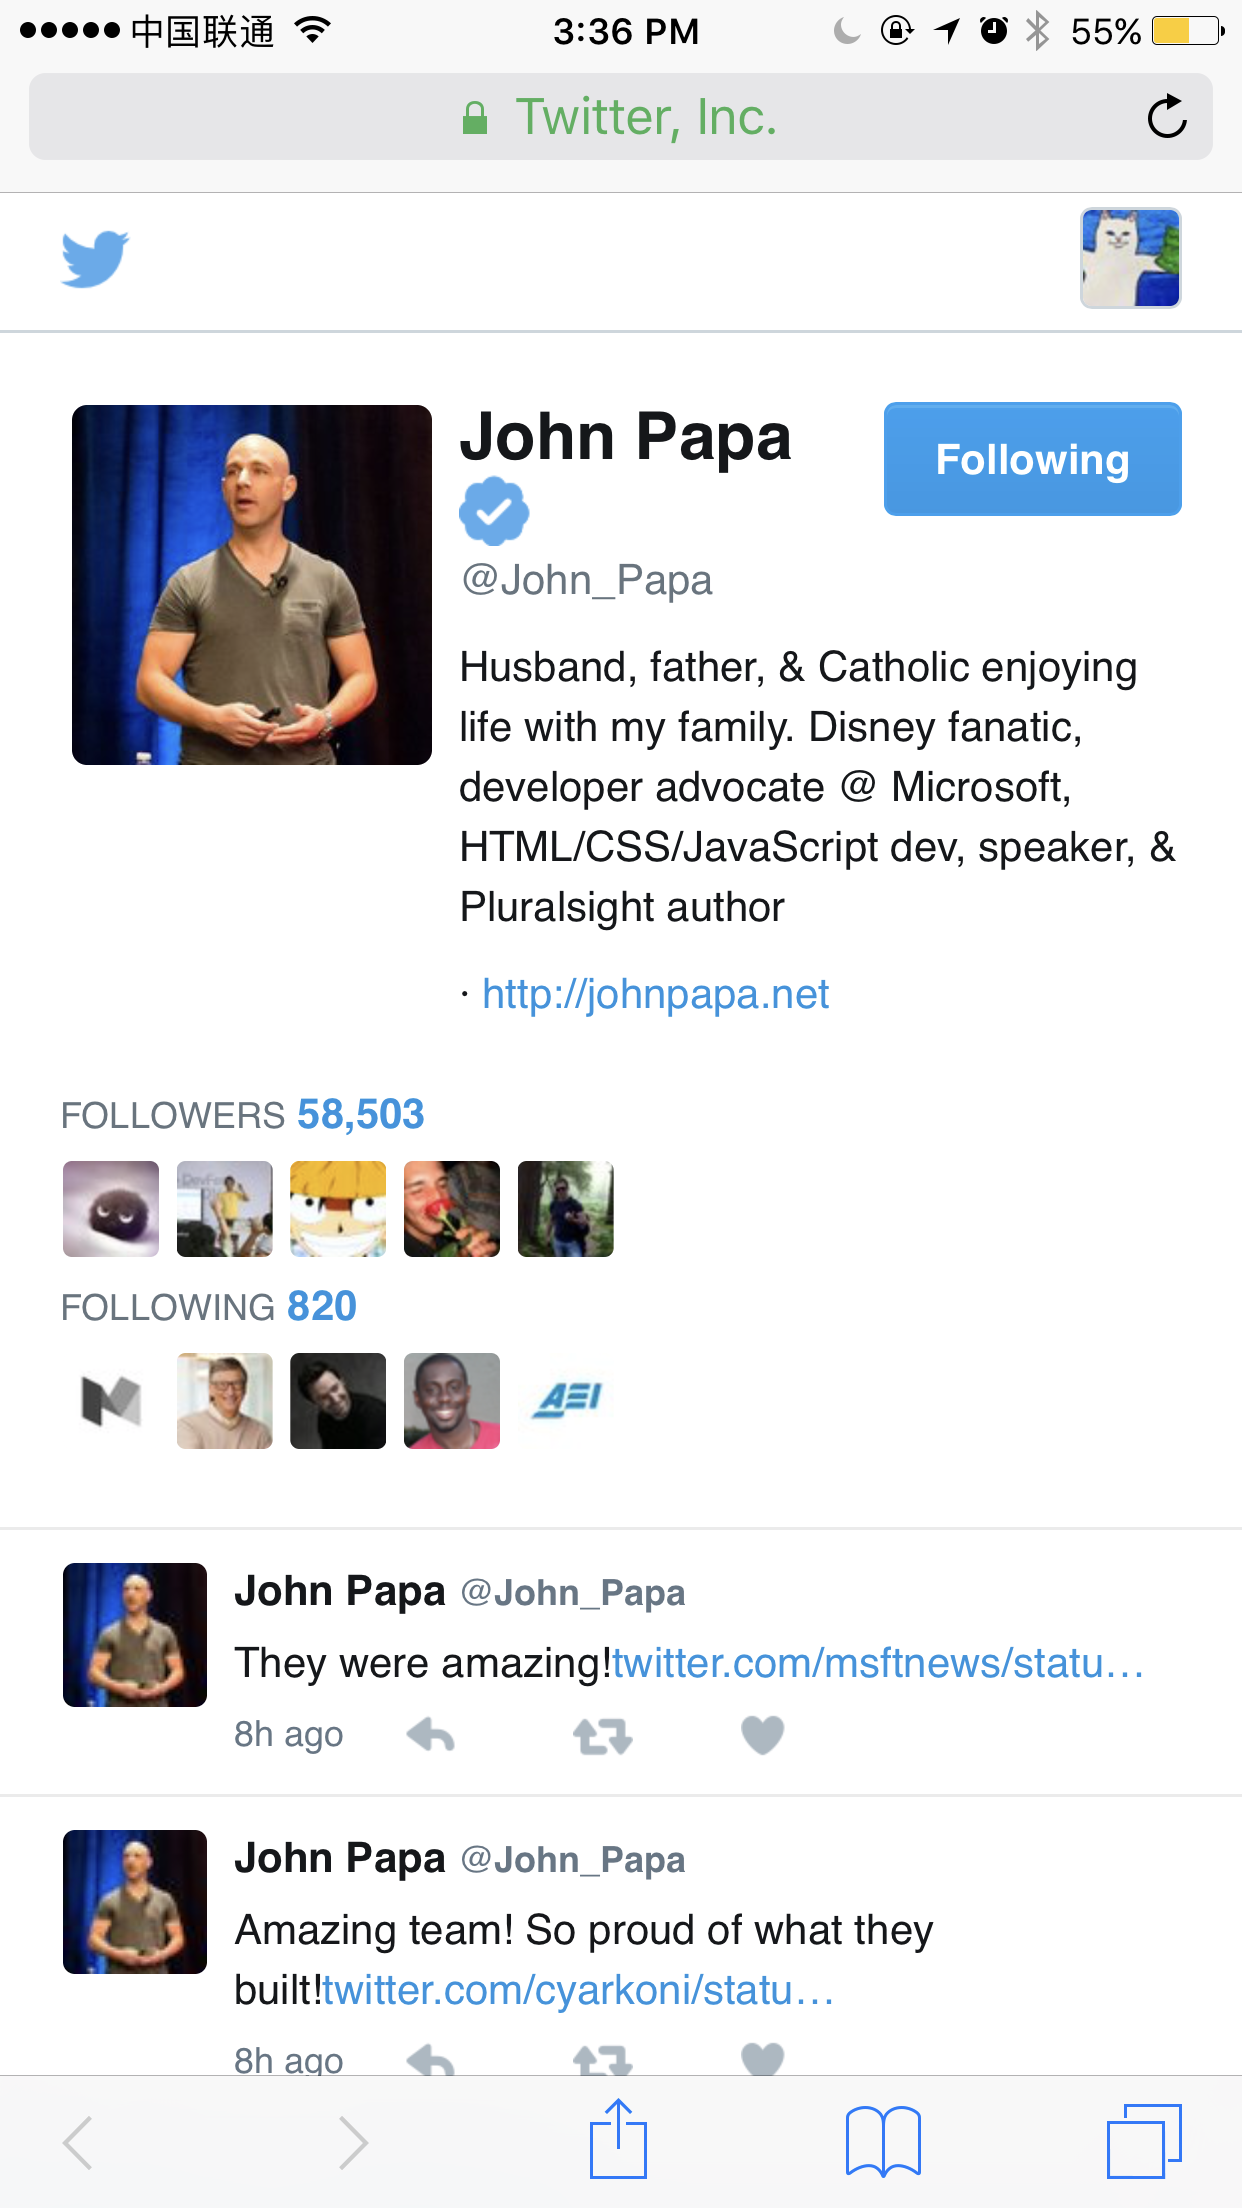 中国联通 3:36 PM 55%
Twitter, Inc.
John Papa
Following
@John_Papa
Husband, father, & Catholic enjoying
life with my family. Disney fanatic,
developer advocate @ Microsoft,
HTML/CSS/JavaScript dev, speaker, &
Pluralsight author
· http://johnpapa.net
FOLLOWERS 58,503
FOLLOWING 820
AEI
John Papa @John_Papa
They were amazing!twitter.com/msftnews/statu…
8h ago
John Papa @John_Papa
Amazing team! So proud of what they
built!twitter.com/cyarkoni/statu…
8h ago